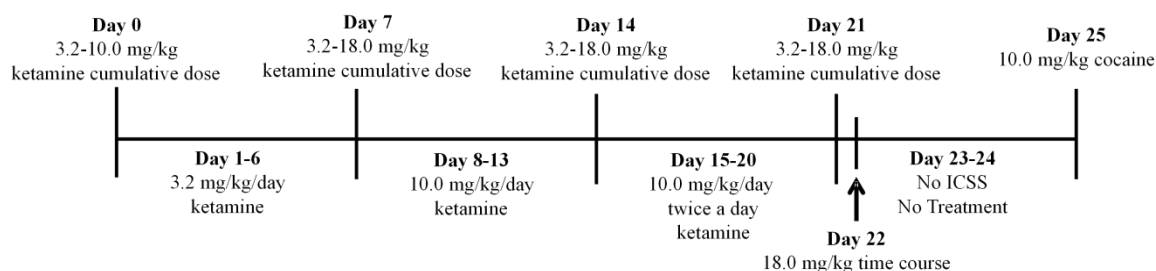 Day 0
3.2-10.0 mg/kg
ketamine cumulative dose
Day 7
3.2-18.0 mg/kg
ketamine cumulative dose
Day 14
3.2-18.0 mg/kg
ketamine cumulative dose
Day 21
3.2-18.0 mg/kg
ketamine cumulative dose
Day 25
10.0 mg/kg cocaine
Day 1-6
3.2 mg/kg/day
ketamine
Day 8-13
10.0 mg/kg/day
ketamine
Day 15-20
10.0 mg/kg/day
twice a day
ketamine
Day 22
18.0 mg/kg time course
Day 23-24
No ICSS
No Treatment